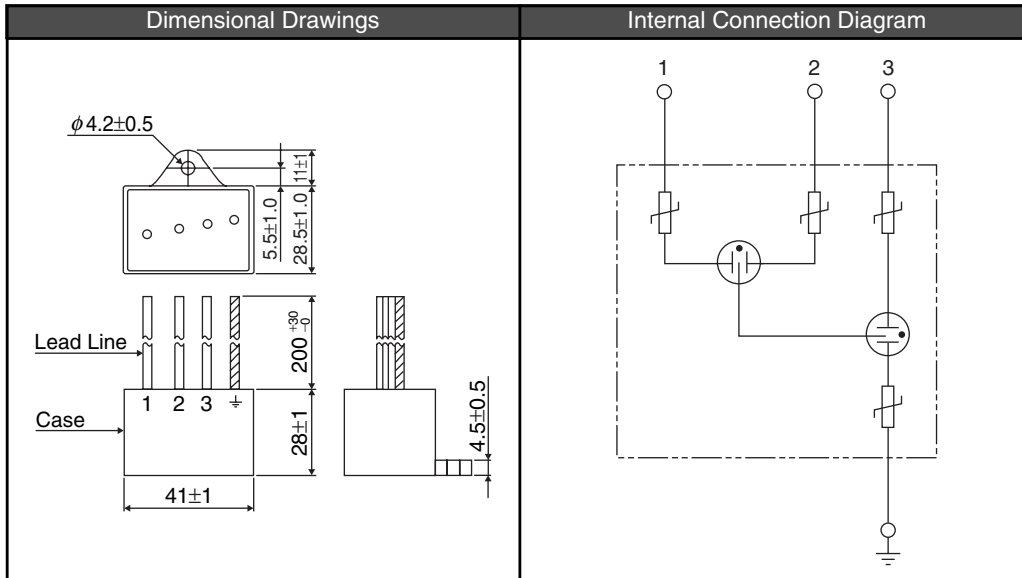 Dimensional Drawings
Internal Connection Diagram
φ4.2±0.5
11±1
5.5±1.0
28.5±1.0
Lead Line
200 +30 -0
1 2 3
Case
28±1
4.5±0.5
41±1
1 2 3